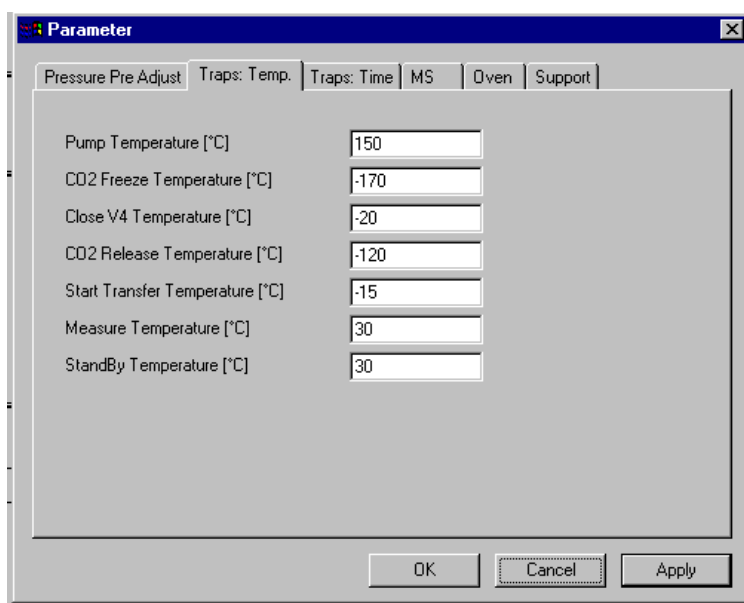 Parameter
Pressure Pre Adjust Traps: Temp. Traps: Time MS Oven Support
Pump Temperature [°C] 150
CO2 Freeze Temperature [°C] -170
Close V4 Temperature [°C] -20
CO2 Release Temperature [°C] -120
Start Transfer Temperature [°C] -15
Measure Temperature [°C] 30
StandBy Temperature [°C] 30
OK Cancel Apply